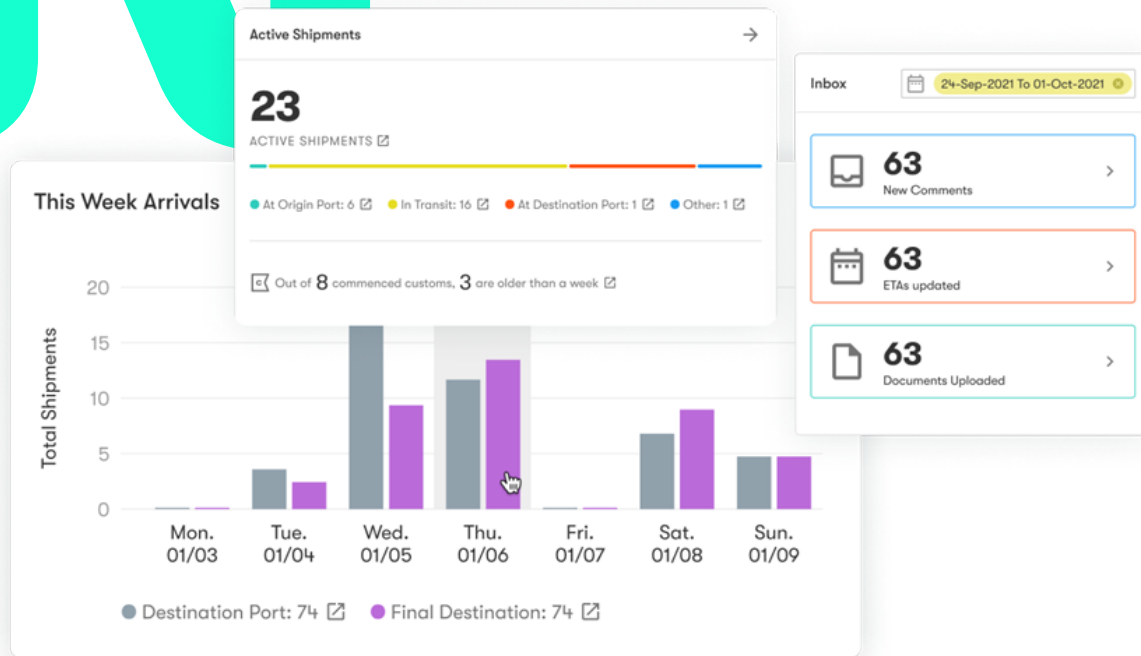 Active Shipments
23
ACTIVE SHIPMENTS
At Origin Port: 6 In Transit: 16 At Destination Port: 1 Other: 1
Out of 8 commenced customs, 3 are older than a week
Inbox 24-Sep-2021 To 01-Oct-2021
63
New Comments
63
ETAs updated
63
Documents Uploaded
This Week Arrivals
Total Shipments
20
15
10
5
0
Mon. Tue. Wed. Thu. Fri. Sat. Sun.
01/03 01/04 01/05 01/06 01/07 01/08 01/09
Destination Port: 74 Final Destination: 74